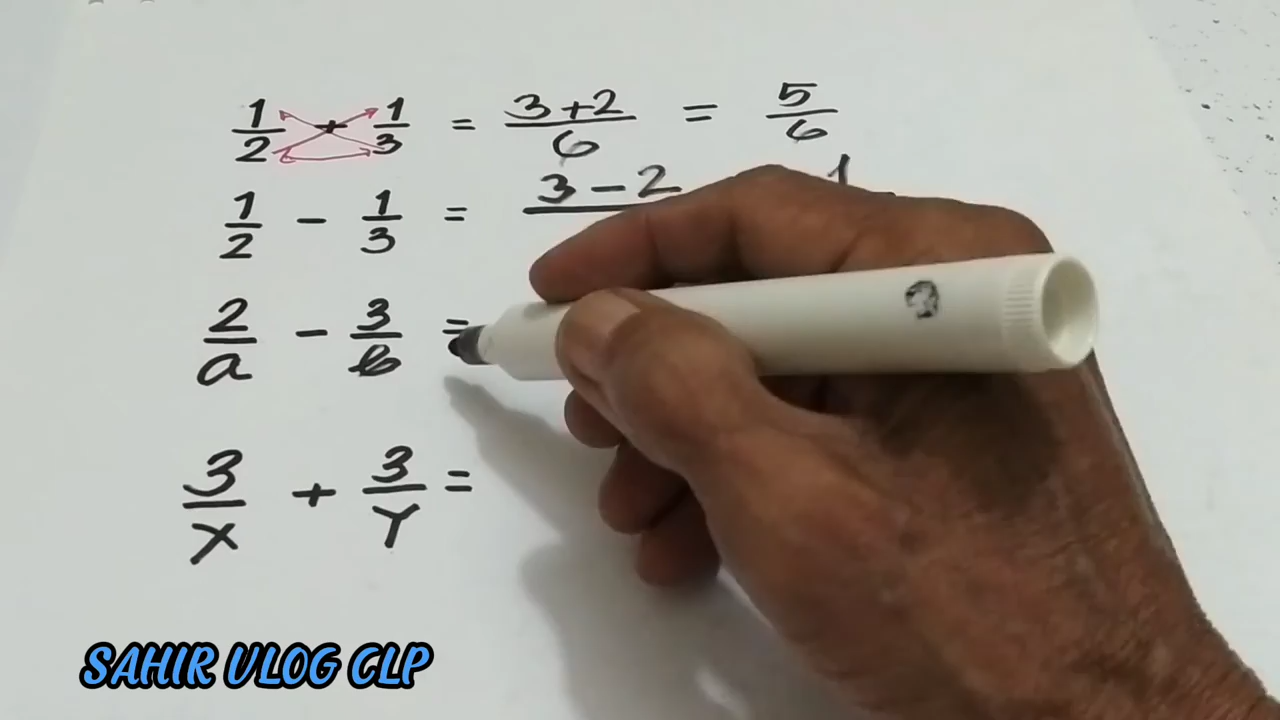 1/2 + 1/3 = 3+2/6 = 5/6
1/2 - 1/3 = 3-2 1
2/a - 3/b =
3/x + 3/y =
SAHIR VLOG CLP